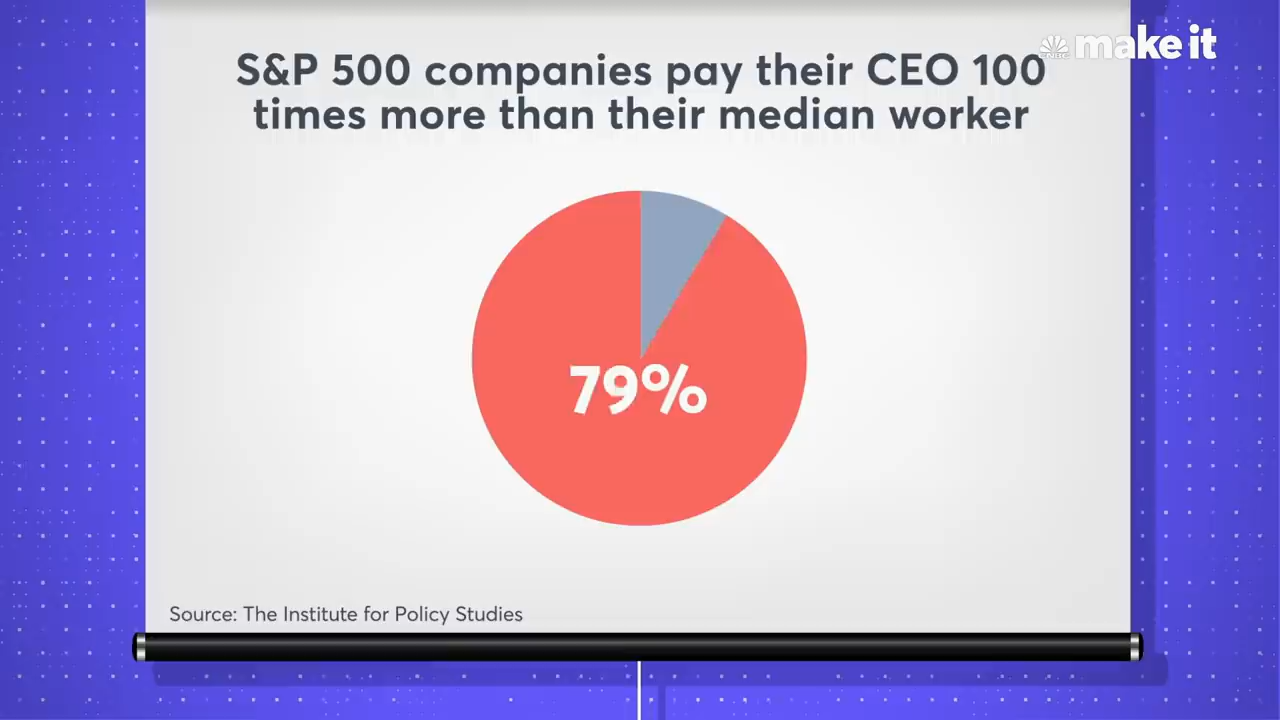 CNBC make it
S&P 500 companies pay their CEO 100
times more than their median worker
79%
Source: The Institute for Policy Studies